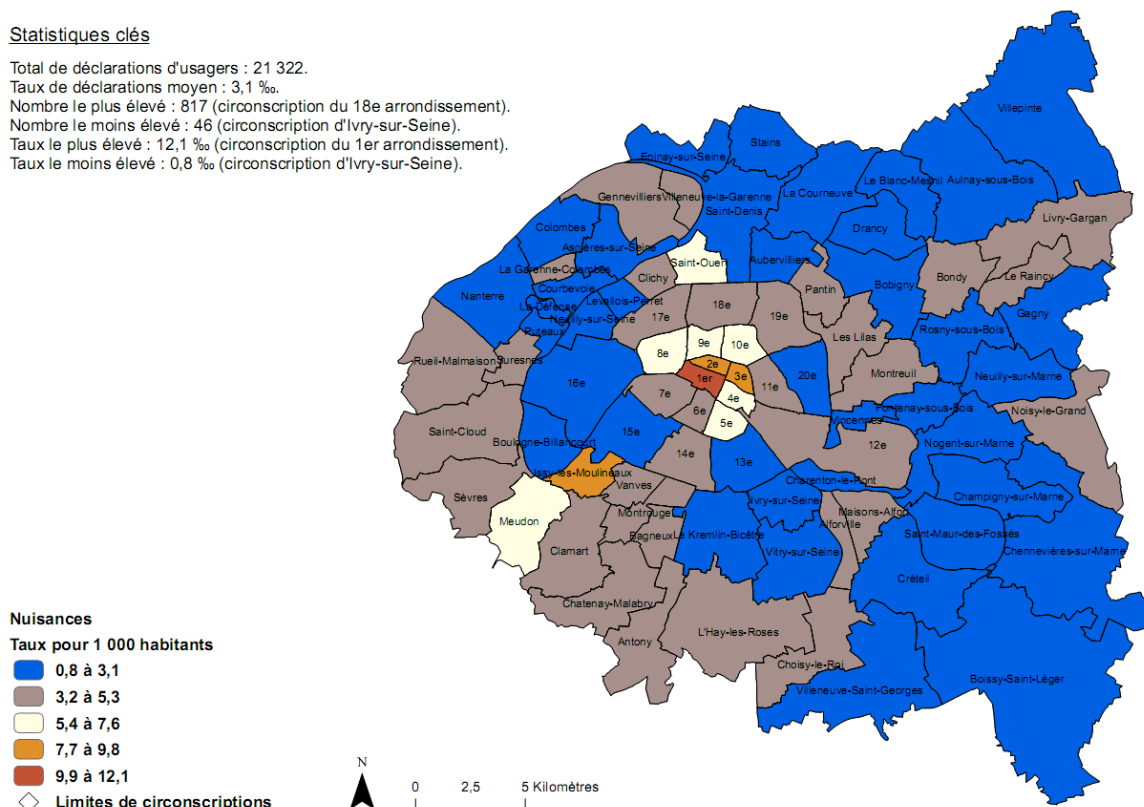 Statistiques clés
Total de déclarations d'usagers : 21 322.
Taux de déclarations moyen : 3,1 ‰.
Nombre le plus élevé : 817 (circonscription du 18e arrondissement).
Nombre le moins élevé : 46 (circonscription d'Ivry-sur-Seine).
Taux le plus élevé : 12,1 ‰ (circonscription du 1er arrondissement).
Taux le moins élevé : 0,8 ‰ (circonscription d'Ivry-sur-Seine).
Villepinte
Stains
Epinay-sur-Seine
La Courneuve
Le Blanc-Mesnil
Aulnay-sous-Bois
Gennevilliers
Villeneuve-la-Garenne
Saint-Denis
Livry-Gargan
Colombes
Drancy
Asnières-sur-Seine
Saint-Ouen
Aubervilliers
La Garenne-Colombes
Clichy
Bondy
Le Raincy
Courbevoie
Pantin
Bobigny
Nanterre
La Défense
Levallois-Perret
Neuilly-sur-Seine
18e
17e
19e
Gagny
Puteaux
Rosny-sous-Bois
Les Lilas
9e
10e
8e
Rueil-Malmaison
Suresnes
2e
3e
1er
16e
20e
11e
Montreuil
Neuilly-sur-Marne
7e
4e
6e
5e
Fontenay-sous-Bois
Noisy-le-Grand
Vincennes
Saint-Cloud
Boulogne-Billancourt
15e
12e
Nogent-sur-Marne
14e
13e
Issy-les-Moulineaux
Charenton-le-Pont
Vanves
Sèvres
Ivry-sur-Seine
Champigny-sur-Marne
Meudon
Montrouge
Maisons-Alfort
Alforville
Saint-Maur-des-Fossés
Bagneux
Le Kremlin-Bicêtre
Clamart
Vitry-sur-Seine
Chennevières-sur-Marne
Créteil
Chatenay-Malabry
L'Hay-les-Roses
Antony
Choisy-le-Roi
Boissy-Saint-Léger
Villeneuve-Saint-Georges
Nuisances
Taux pour 1 000 habitants
0,8 à 3,1
3,2 à 5,3
5,4 à 7,6
7,7 à 9,8
9,9 à 12,1
Limites de circonscriptions
N
0 2,5 5 Kilomètres